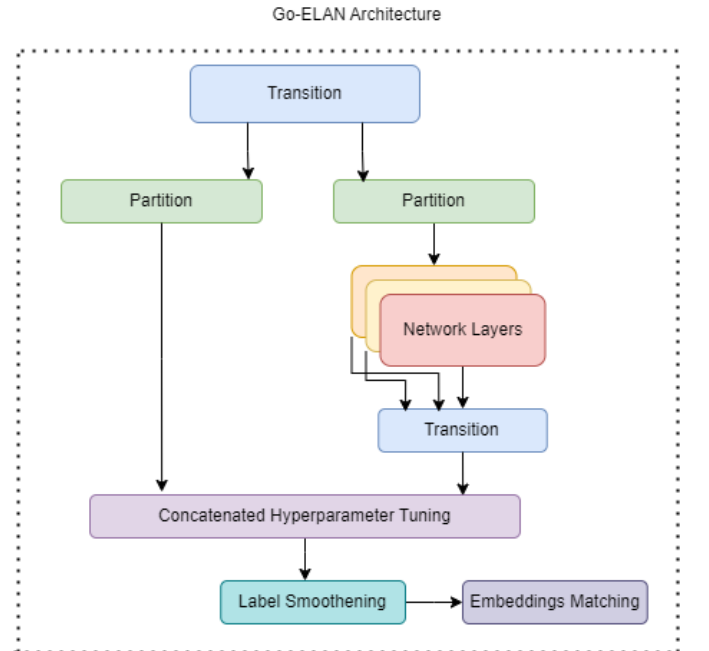 Go-ELAN Architecture
Transition
Partition
Partition
Network Layers
Transition
Concatenated Hyperparameter Tuning
Label Smoothening
Embeddings Matching